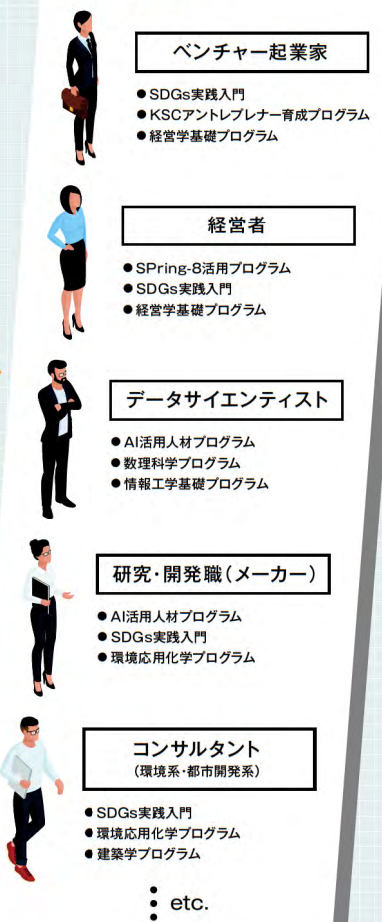 ベンチャー起業家
●SDGs実践入門
●KSCアントレプレナー育成プログラム
●経営学基礎プログラム
経営者
●SPring-8活用プログラム
●SDGs実践入門
●経営学基礎プログラム
データサイエンティスト
●AI活用人材プログラム
●数理科学プログラム
●情報工学基礎プログラム
研究・開発職（メーカー）
●AI活用人材プログラム
●SDGs実践入門
●環境応用化学プログラム
コンサルタント
（環境系・都市開発系）
●SDGs実践入門
●環境応用化学プログラム
●建築学プログラム
etc.